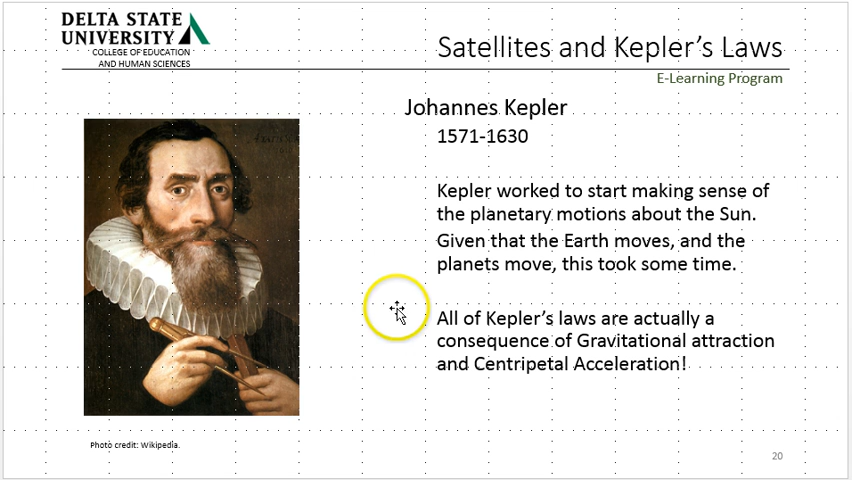 DELTA STATE
UNIVERSITY
COLLEGE OF EDUCATION
AND HUMAN SCIENCES
Satellites and Kepler's Laws
E-Learning Program
Johannes Kepler
1571-1630
Kepler worked to start making sense of
the planetary motions about the Sun.
Given that the Earth moves, and the
planets move, this took some time.
All of Kepler's laws are actually a
consequence of Gravitational attraction
and Centripetal Acceleration!
Photo credit: Wikipedia.
20